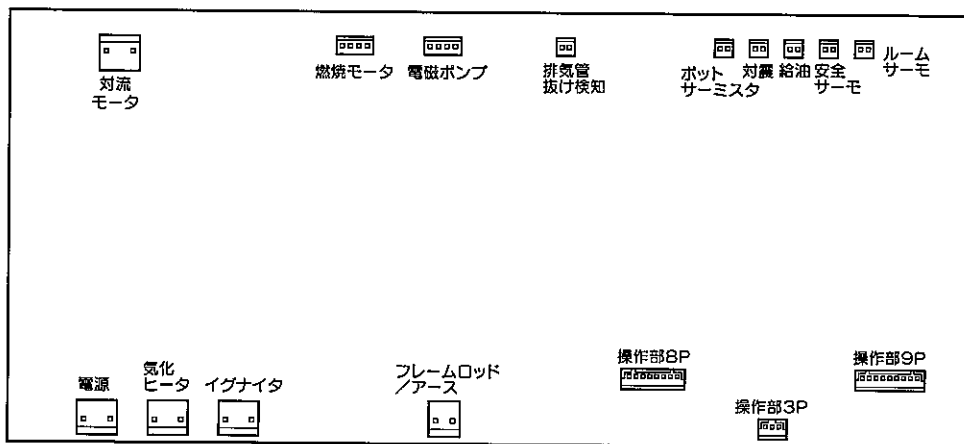 対流
モータ
燃焼モータ
電磁ポンプ
排気管
抜け検知
ポット
サーミスタ
対震
給油
安全
サーモ
ルーム
サーモ
電源
気化
ヒータ
イグナイタ
フレームロッド
／アース
操作部8P
操作部3P
操作部9P